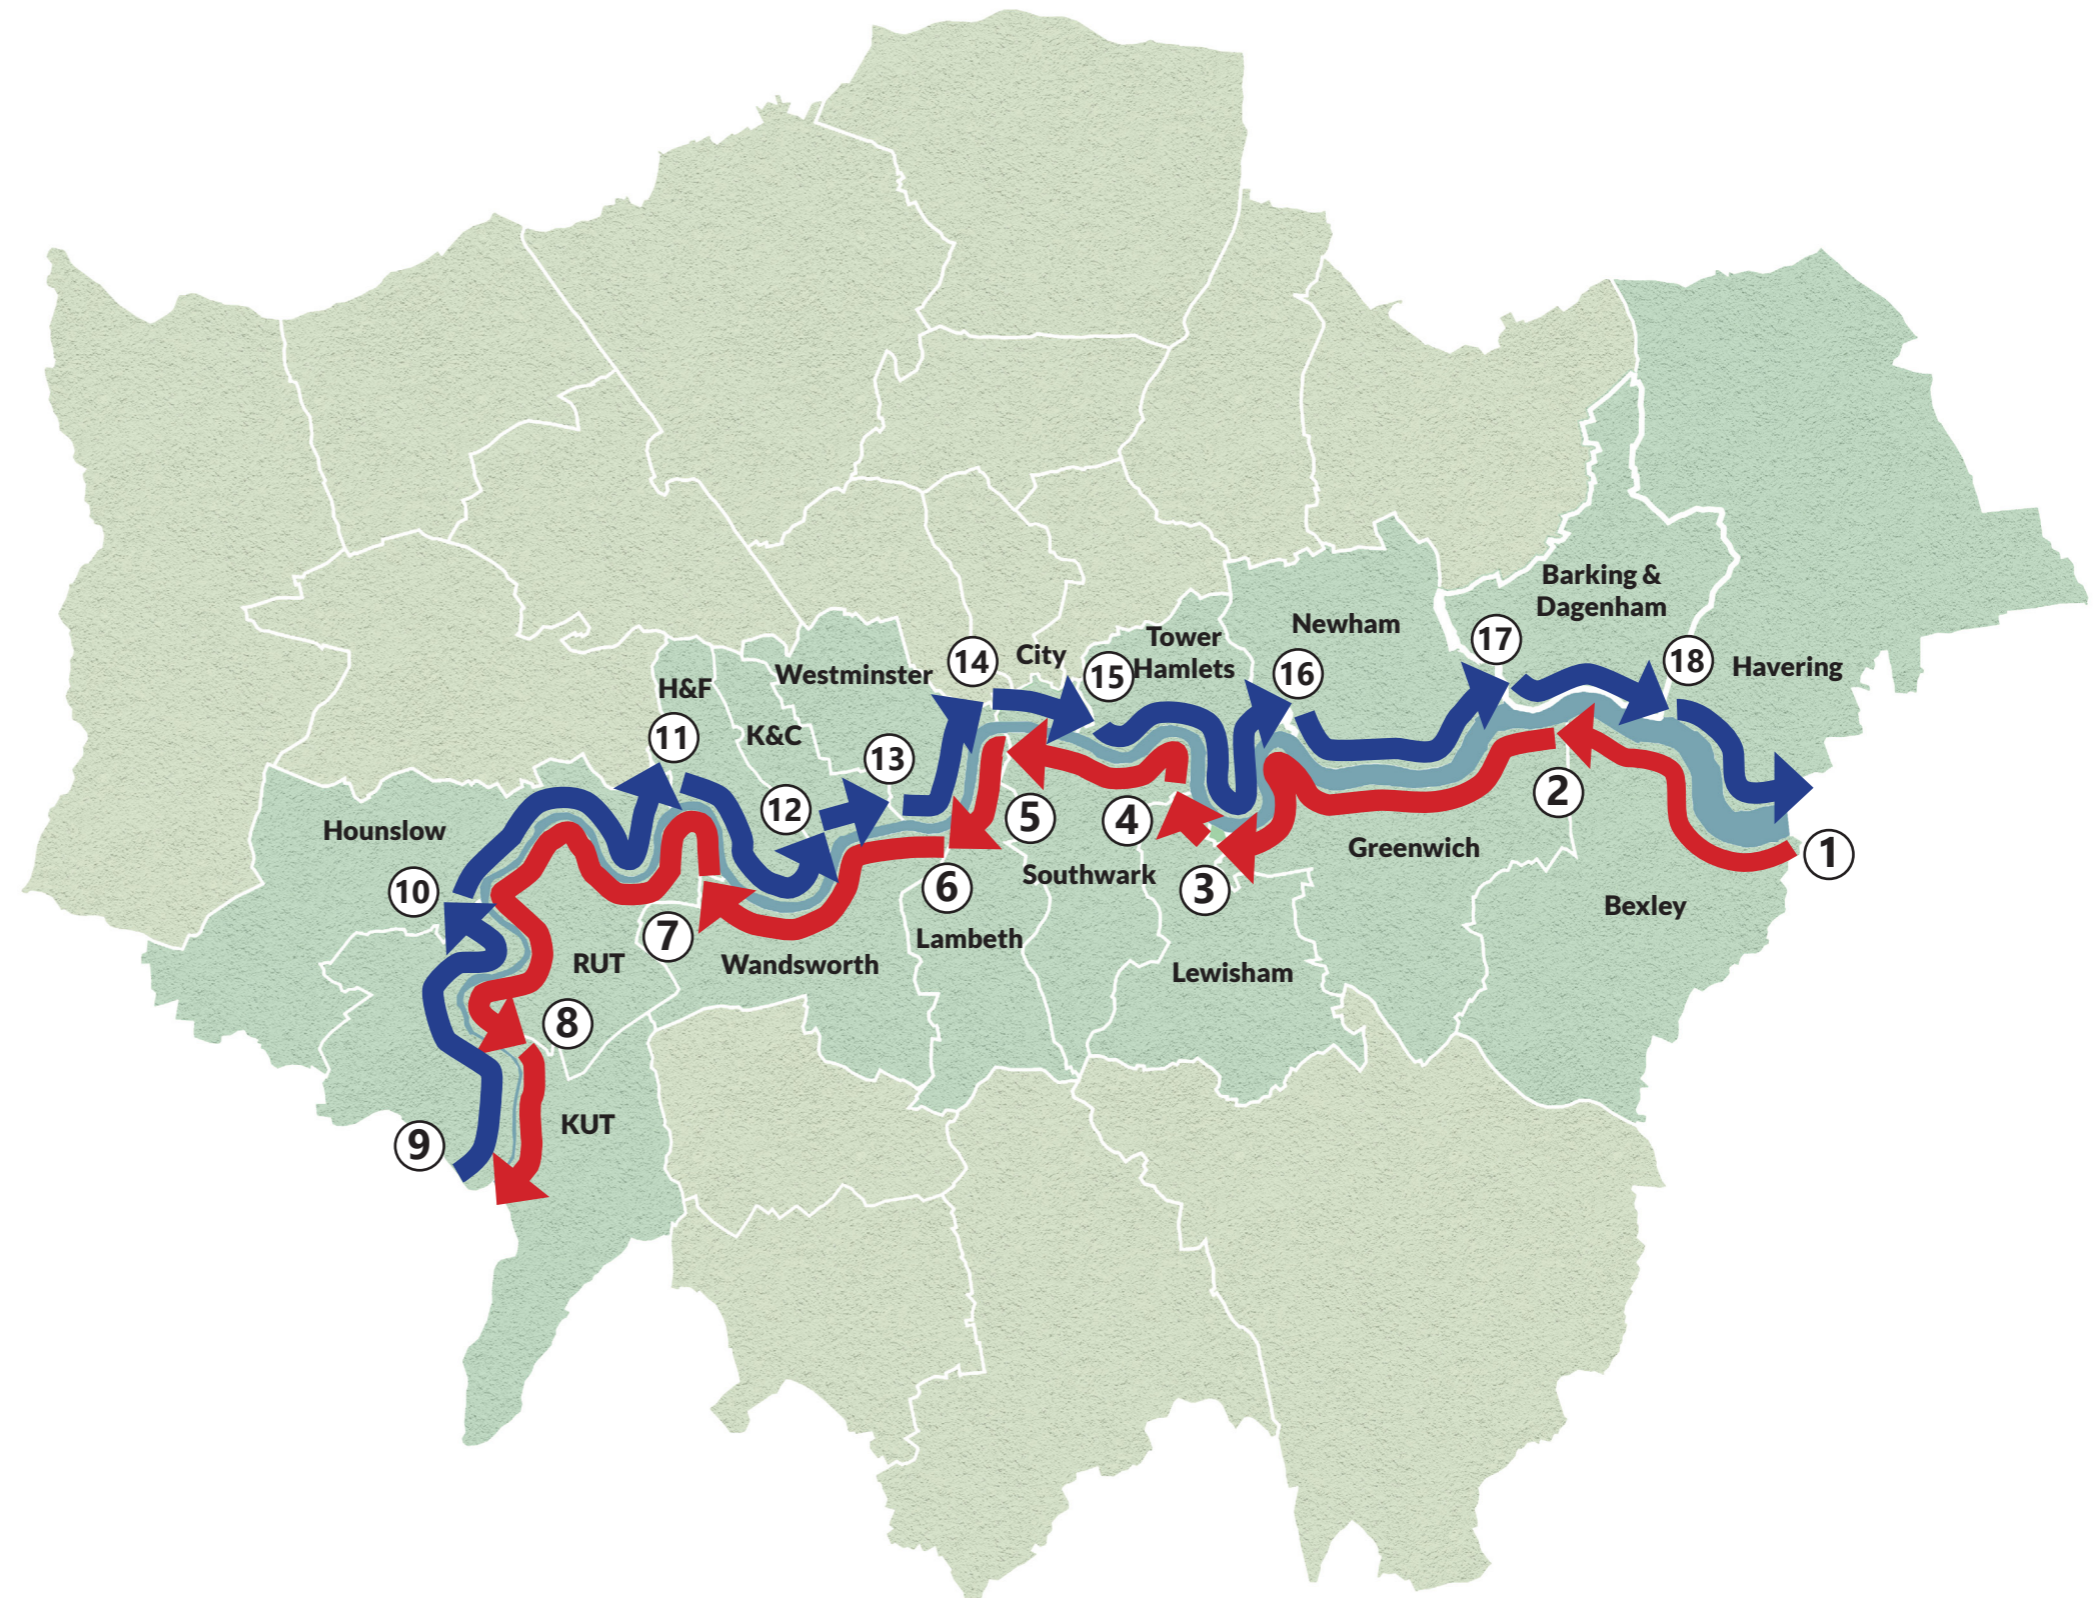 Barking &
Dagenham
Newham
17
Tower
Hamlets
14
City
15
16
18
Havering
Westminster
H&F
11
K&C
13
12
Hounslow
10
5
4
2
1
Greenwich
Southwark
6
3
7
Bexley
Lambeth
RUT
Wandsworth
Lewisham
8
KUT
9